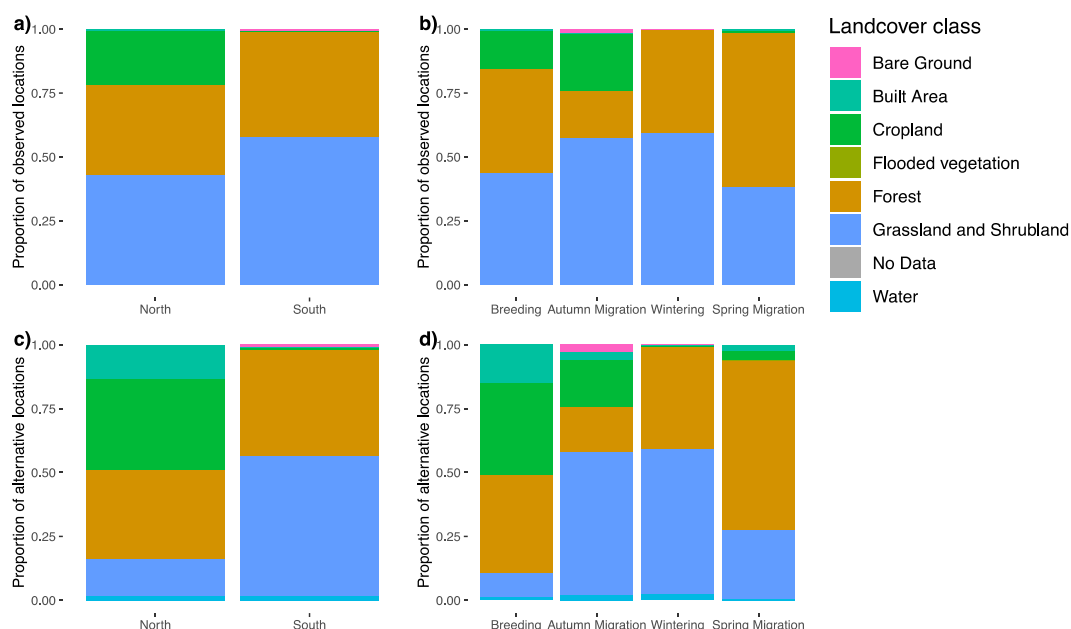 a)
Proportion of observed locations
1.00
0.75
0.50
0.25
0.00
North South
b)
Proportion of observed locations
1.00
0.75
0.50
0.25
0.00
Breeding Autumn Migration Wintering Spring Migration
Landcover class
Bare Ground
Built Area
Cropland
Flooded vegetation
Forest
Grassland and Shrubland
No Data
Water
c)
Proportion of alternative locations
1.00
0.75
0.50
0.25
0.00
North South
d)
Proportion of alternative locations
1.00
0.75
0.50
0.25
0.00
Breeding Autumn Migration Wintering Spring Migration